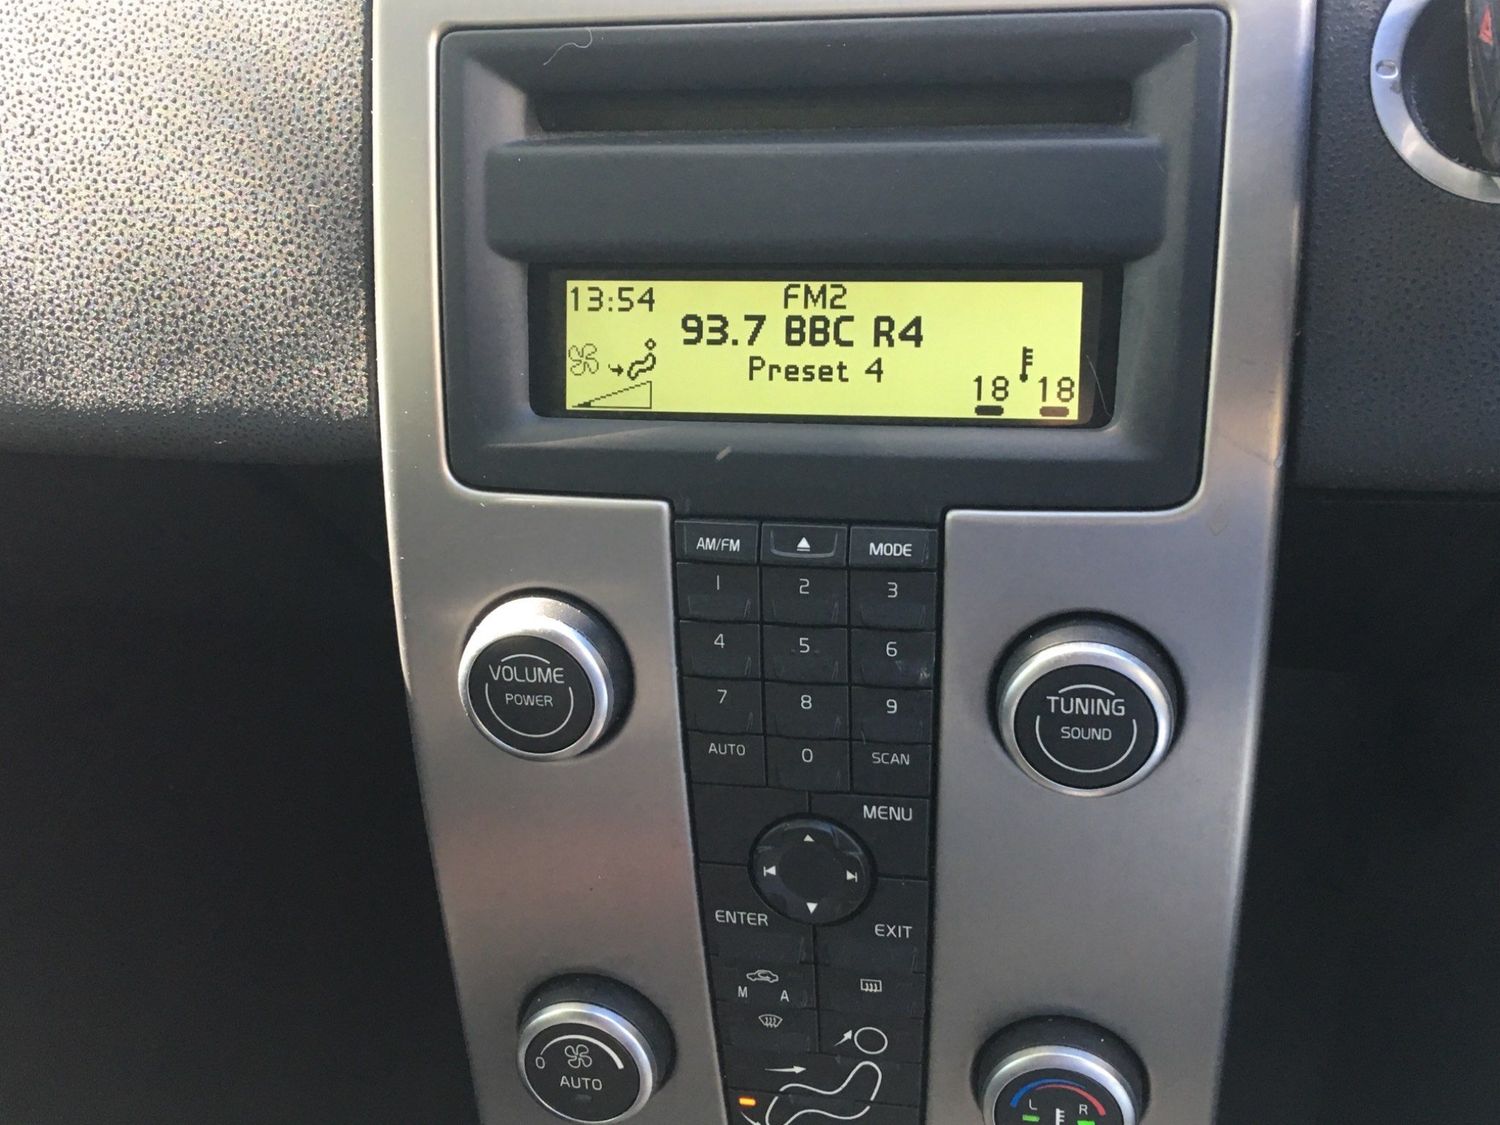 13:54 FM2
93.7 BBC R4
Preset 4
18 18
AM/FM MODE
1 2 3
4 5 6
7 8 9
AUTO 0 SCAN
VOLUME
POWER
TUNING
SOUND
MENU
ENTER
EXIT
M A
0
AUTO
L R
0